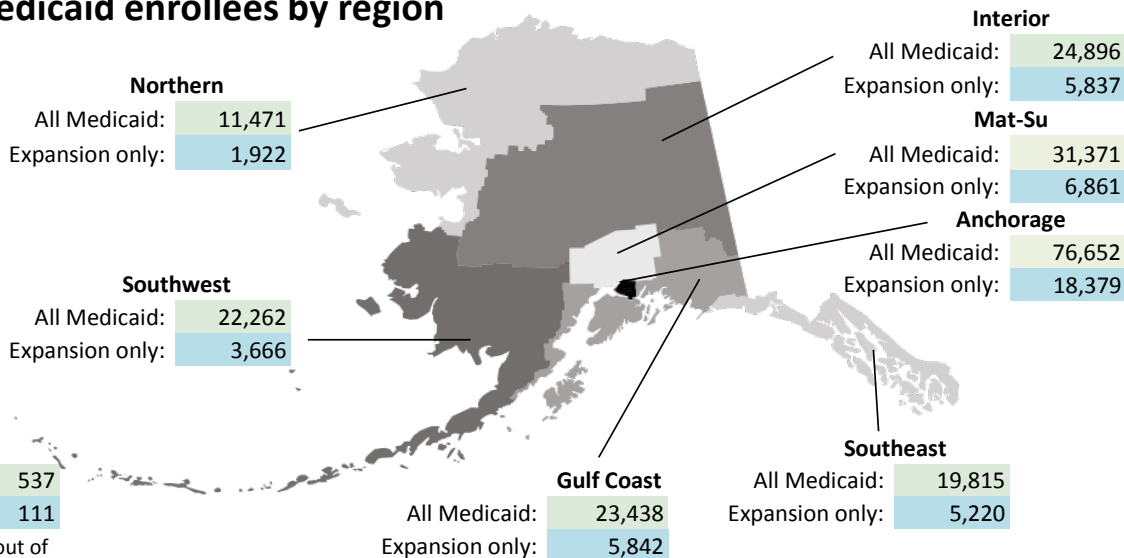 edicaid enrollees by region
Interior
All Medicaid: 24,896
Expansion only: 5,837
Northern
All Medicaid: 11,471
Expansion only: 1,922
Mat-Su
All Medicaid: 31,371
Expansion only: 6,861
Anchorage
All Medicaid: 76,652
Expansion only: 18,379
Southwest
All Medicaid: 22,262
Expansion only: 3,666
Southeast
All Medicaid: 19,815
Expansion only: 5,220
Gulf Coast
All Medicaid: 23,438
Expansion only: 5,842
537
111
out of